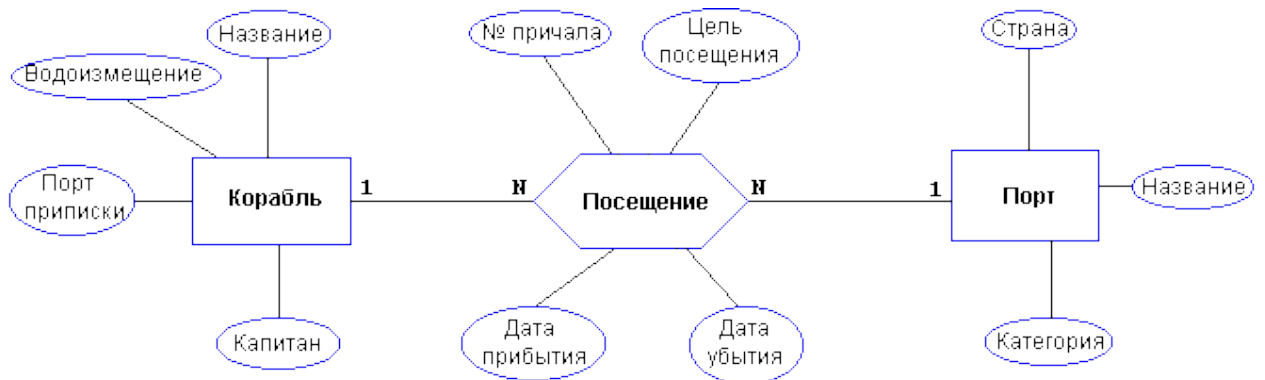 Название
Водоизмещение
Порт
приписки
Корабль
Капитан
1
N
№ причала
Цель
посещения
Посещение
Дата
прибытия
Дата
убытия
N
1
Страна
Порт
Название
Категория